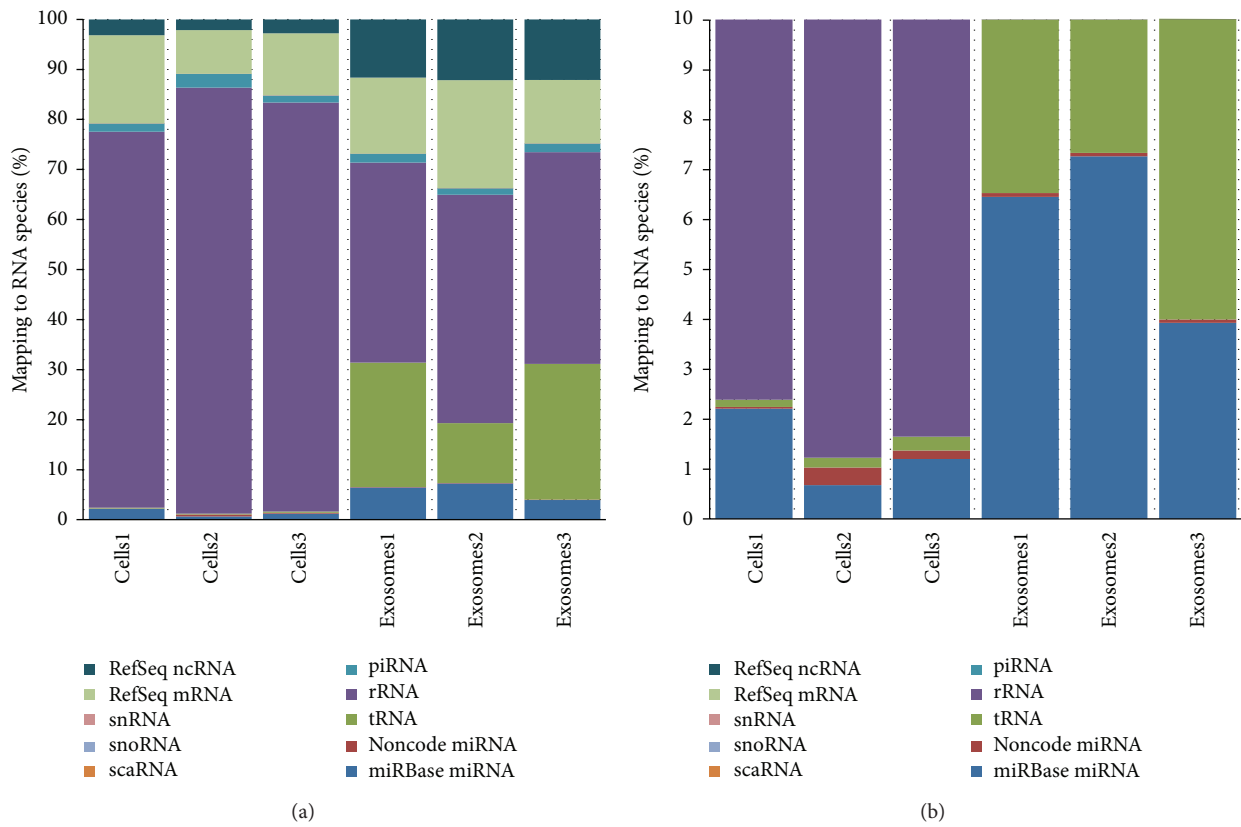 Mapping to RNA species (%)
100
90
80
70
60
50
40
30
20
10
0
Cells1
Cells2
Cells3
Exosomes1
Exosomes2
Exosomes3
RefSeq ncRNA
RefSeq mRNA
snRNA
snoRNA
scaRNA
piRNA
rRNA
tRNA
Noncode miRNA
miRBase miRNA
(a)
Mapping to RNA species (%)
10
9
8
7
6
5
4
3
2
1
0
Cells1
Cells2
Cells3
Exosomes1
Exosomes2
Exosomes3
RefSeq ncRNA
RefSeq mRNA
snRNA
snoRNA
scaRNA
piRNA
rRNA
tRNA
Noncode miRNA
miRBase miRNA
(b)